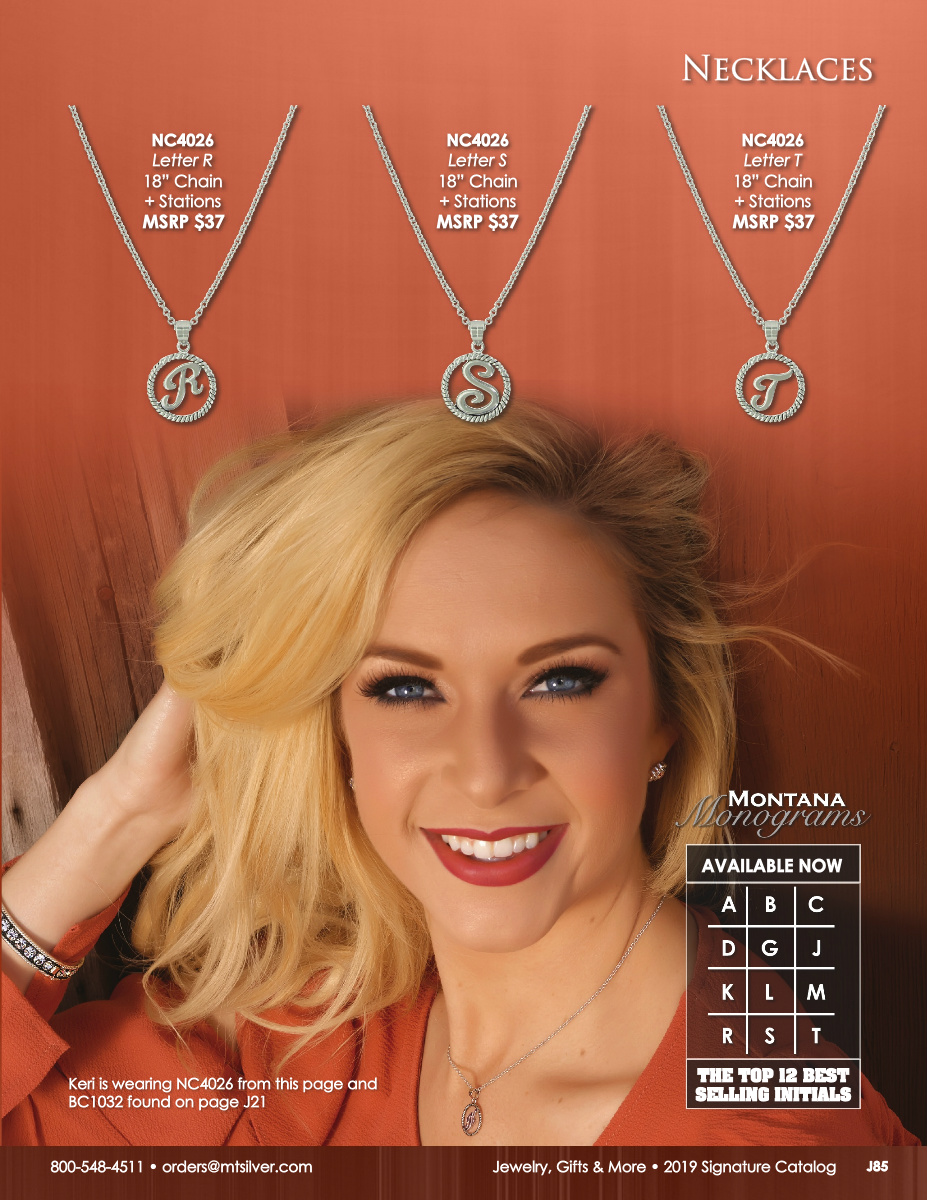 Necklaces
NC4026
Letter R
18” Chain
+ Stations
MSRP $37
NC4026
Letter S
18” Chain
+ Stations
MSRP $37
NC4026
Letter T
18” Chain
+ Stations
MSRP $37
R
S
T
Montana
Monograms
AVAILABLE NOW
A B C
D G J
K L M
R S T
THE TOP 12 BEST
SELLING INITIALS
Keri is wearing NC4026 from this page and
BC1032 found on page J21
800-548-4511 • orders@mtsilver.com
Jewelry, Gifts & More • 2019 Signature Catalog J85